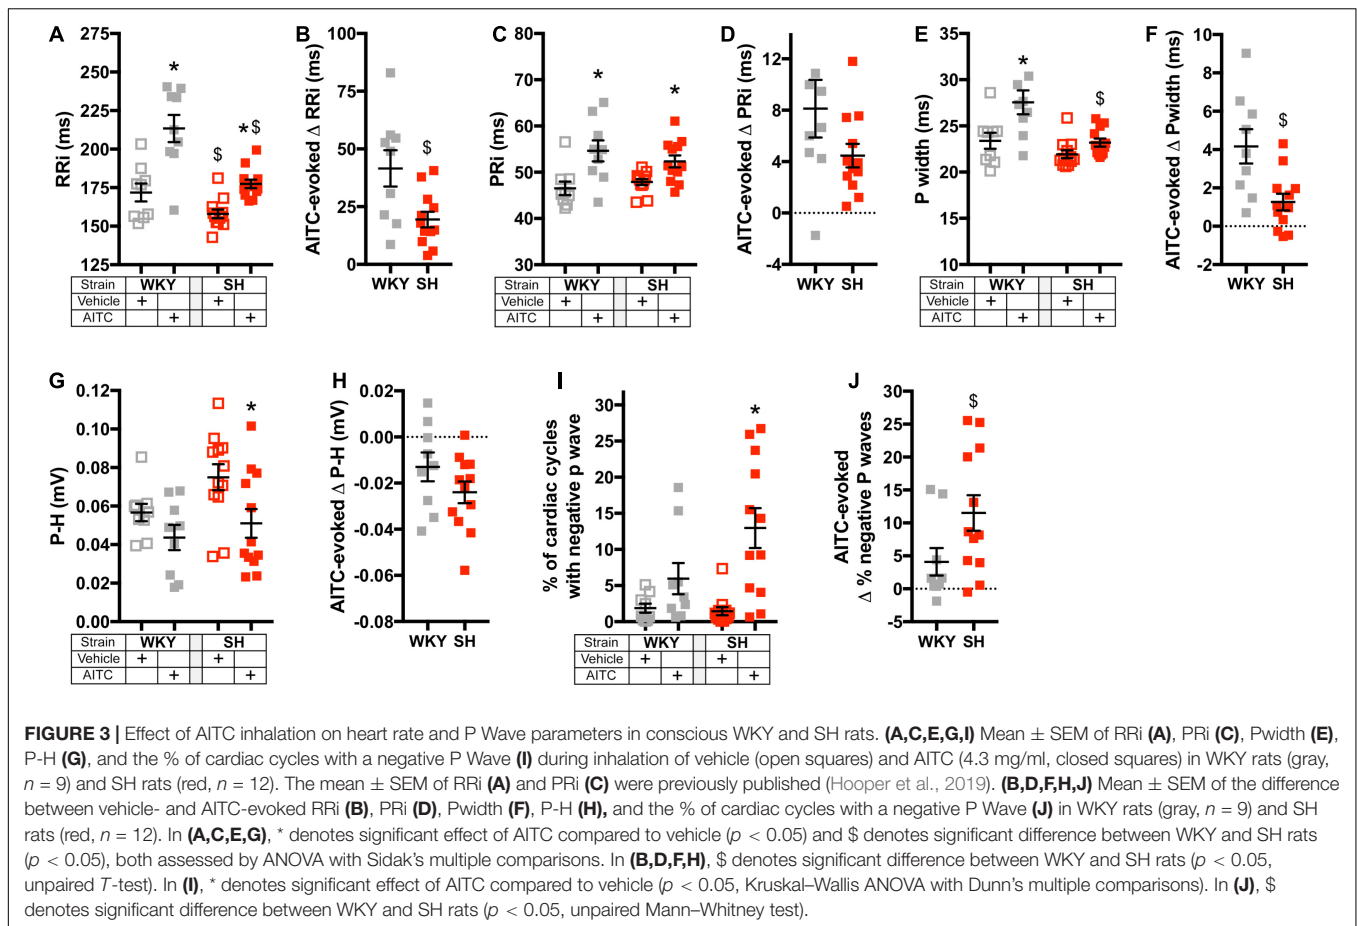 A
RRi
(ms)
275
250
225
200
175
150
125
*
$
*$
Strain WKY SH
Vehicle + +
AITC + +
B
AITC-evoked Δ RRi (ms)
100
75
50
25
0
$
WKY SH
C
PRi
(ms)
80
70
60
50
40
30
*
*
Strain WKY SH
Vehicle + +
AITC + +
D
AITC-evoked Δ PRi (ms)
12
8
4
0
-4
WKY SH
E
P width
(ms)
35
30
25
20
15
10
*
$
Strain WKY SH
Vehicle + +
AITC + +
F
AITC-evoked Δ Pwidth (ms)
10
8
6
4
2
0
-2
$
WKY SH
G
P-H (mV)
0.12
0.10
0.08
0.06
0.04
0.02
0.00
*
Strain WKY SH
Vehicle + +
AITC + +
H
AITC-evoked Δ P-H (mV)
0.02
0.00
-0.02
-0.04
-0.06
-0.08
WKY SH
I
% of cardiac cycles
with negative p wave
30
25
20
15
10
5
0
*
Strain WKY SH
Vehicle + +
AITC + +
J
AITC-evoked
Δ % negative P waves
30
25
20
15
10
5
0
-5
$
WKY SH
FIGURE 3 | Effect of AITC inhalation on heart rate and P Wave parameters in conscious WKY and SH rats. (A,C,E,G,I) Mean ± SEM of RRi (A), PRi (C), Pwidth (E),
P-H (G), and the % of cardiac cycles with a negative P Wave (I) during inhalation of vehicle (open squares) and AITC (4.3 mg/ml, closed squares) in WKY rats (gray,
n = 9) and SH rats (red, n = 12). The mean ± SEM of RRi (A) and PRi (C) were previously published (Hooper et al., 2019). (B,D,F,H,J) Mean ± SEM of the difference
between vehicle- and AITC-evoked RRi (B), PRi (D), Pwidth (F), P-H (H), and the % of cardiac cycles with a negative P Wave (J) in WKY rats (gray, n = 9) and SH
rats (red, n = 12). In (A,C,E,G), * denotes significant effect of AITC compared to vehicle (p < 0.05) and $ denotes significant difference between WKY and SH rats
(p < 0.05), both assessed by ANOVA with Sidak's multiple comparisons. In (B,D,F,H), $ denotes significant difference between WKY and SH rats (p < 0.05,
unpaired T-test). In (I), * denotes significant effect of AITC compared to vehicle (p < 0.05, Kruskal–Wallis ANOVA with Dunn's multiple comparisons). In (J), $
denotes significant difference between WKY and SH rats (p < 0.05, unpaired Mann–Whitney test).